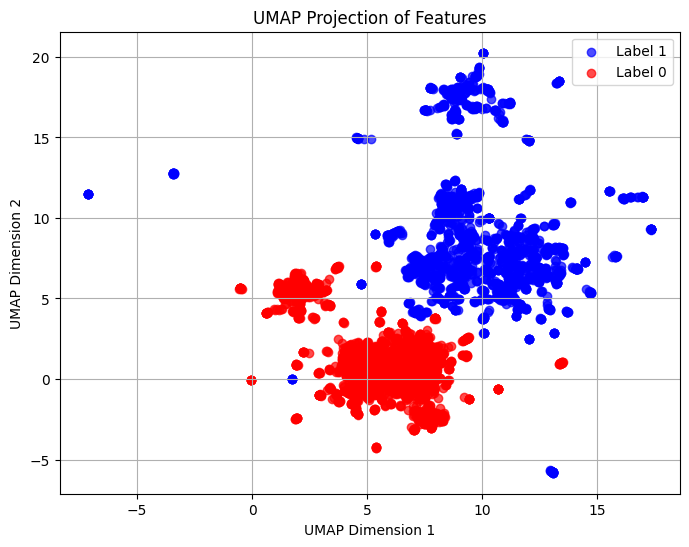 UMAP Projection of Features
Label 1
Label 0
20
15
10
5
0
−5
UMAP Dimension 2
−5
0
5
10
15
UMAP Dimension 1